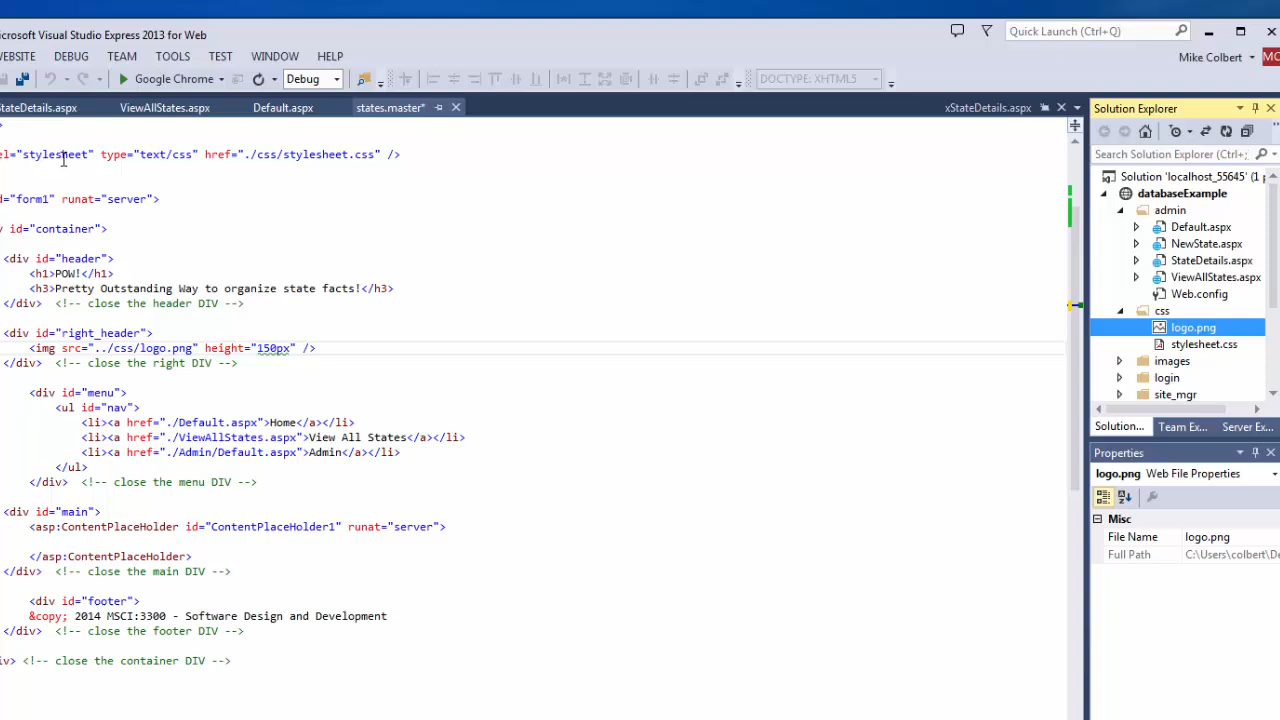 Microsoft Visual Studio Express 2013 for Web
Quick Launch (Ctrl+Q)
WEBSITE DEBUG TEAM TOOLS TEST WINDOW HELP
Mike Colbert MC
Google Chrome Debug DOCTYPE: XHTML5
StateDetails.aspx ViewAllStates.aspx Default.aspx states.master* xStateDetails.aspx
>
el="stylesheet" type="text/css" href="./css/stylesheet.css" />
d="form1" runat="server">
v id="container">
<div id="header">
<h1>POW!</h1>
<h3>Pretty Outstanding Way to organize state facts!</h3>
</div> <!-- close the header DIV -->
<div id="right_header">
<img src="../css/logo.png" height="150px" />
</div> <!-- close the right DIV -->
<div id="menu">
<ul id="nav">
<li><a href="./Default.aspx">Home</a></li>
<li><a href="./ViewAllStates.aspx">View All States</a></li>
<li><a href="./Admin/Default.aspx">Admin</a></li>
</ul>
</div> <!-- close the menu DIV -->
<div id="main">
<asp:ContentPlaceHolder id="ContentPlaceHolder1" runat="server">
</asp:ContentPlaceHolder>
</div> <!-- close the main DIV -->
<div id="footer">
&copy; 2014 MSCI:3300 - Software Design and Development
</div> <!-- close the footer DIV -->
iv> <!-- close the container DIV -->
Solution Explorer
Search Solution Explorer (Ctrl+;
Solution 'localhost_55645' (1 p
databaseExample
admin
Default.aspx
NewState.aspx
StateDetails.aspx
ViewAllStates.aspx
Web.config
css
logo.png
stylesheet.css
images
login
site_mgr
Solution... Team Ex... Server Ex...
Properties
logo.png Web File Properties
Misc
File Name logo.png
Full Path C:\Users\colbert\De